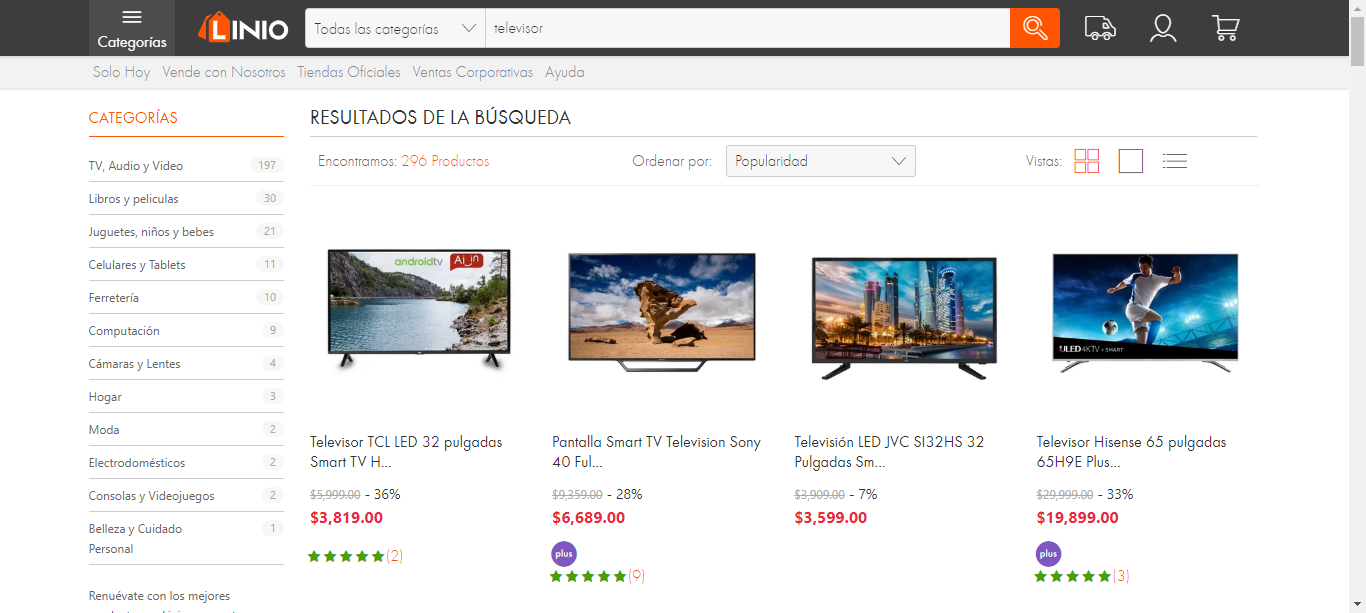 Categorías
LINIO
Todas las categorías
televisor
Solo Hoy Vende con Nosotros Tiendas Oficiales Ventas Corporativas Ayuda
CATEGORÍAS
TV, Audio y Video 197
Libros y peliculas 30
Juguetes, niños y bebes 21
Celulares y Tablets 11
Ferretería 10
Computación 9
Cámaras y Lentes 4
Hogar 3
Moda 2
Electrodomésticos 2
Consolas y Videojuegos 2
Belleza y Cuidado 1
Personal
Renuévate con los mejores
RESULTADOS DE LA BÚSQUEDA
Encontramos: 296 Productos
Ordenar por: Popularidad
Vistas:
androidtv
Televisor TCL LED 32 pulgadas
Smart TV H...
$5,999.00 - 36%
$3,819.00
(2)
Pantalla Smart TV Television Sony
40 Ful...
$9,359.00 - 28%
$6,689.00
plus
(9)
Televisión LED JVC SI32HS 32
Pulgadas Sm...
$3,909.00 - 7%
$3,599.00
ULED 4KTV + SMART
Televisor Hisense 65 pulgadas
65H9E Plus...
$29,999.00 - 33%
$19,899.00
plus
(3)